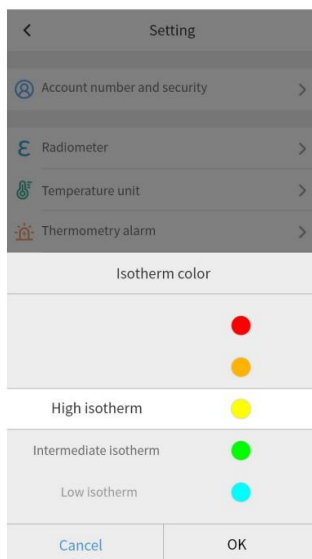 Setting
Account number and security
Radiometer
Temperature unit
Thermometry alarm
Isotherm color
High isotherm
Intermediate isotherm
Low isotherm
Cancel OK